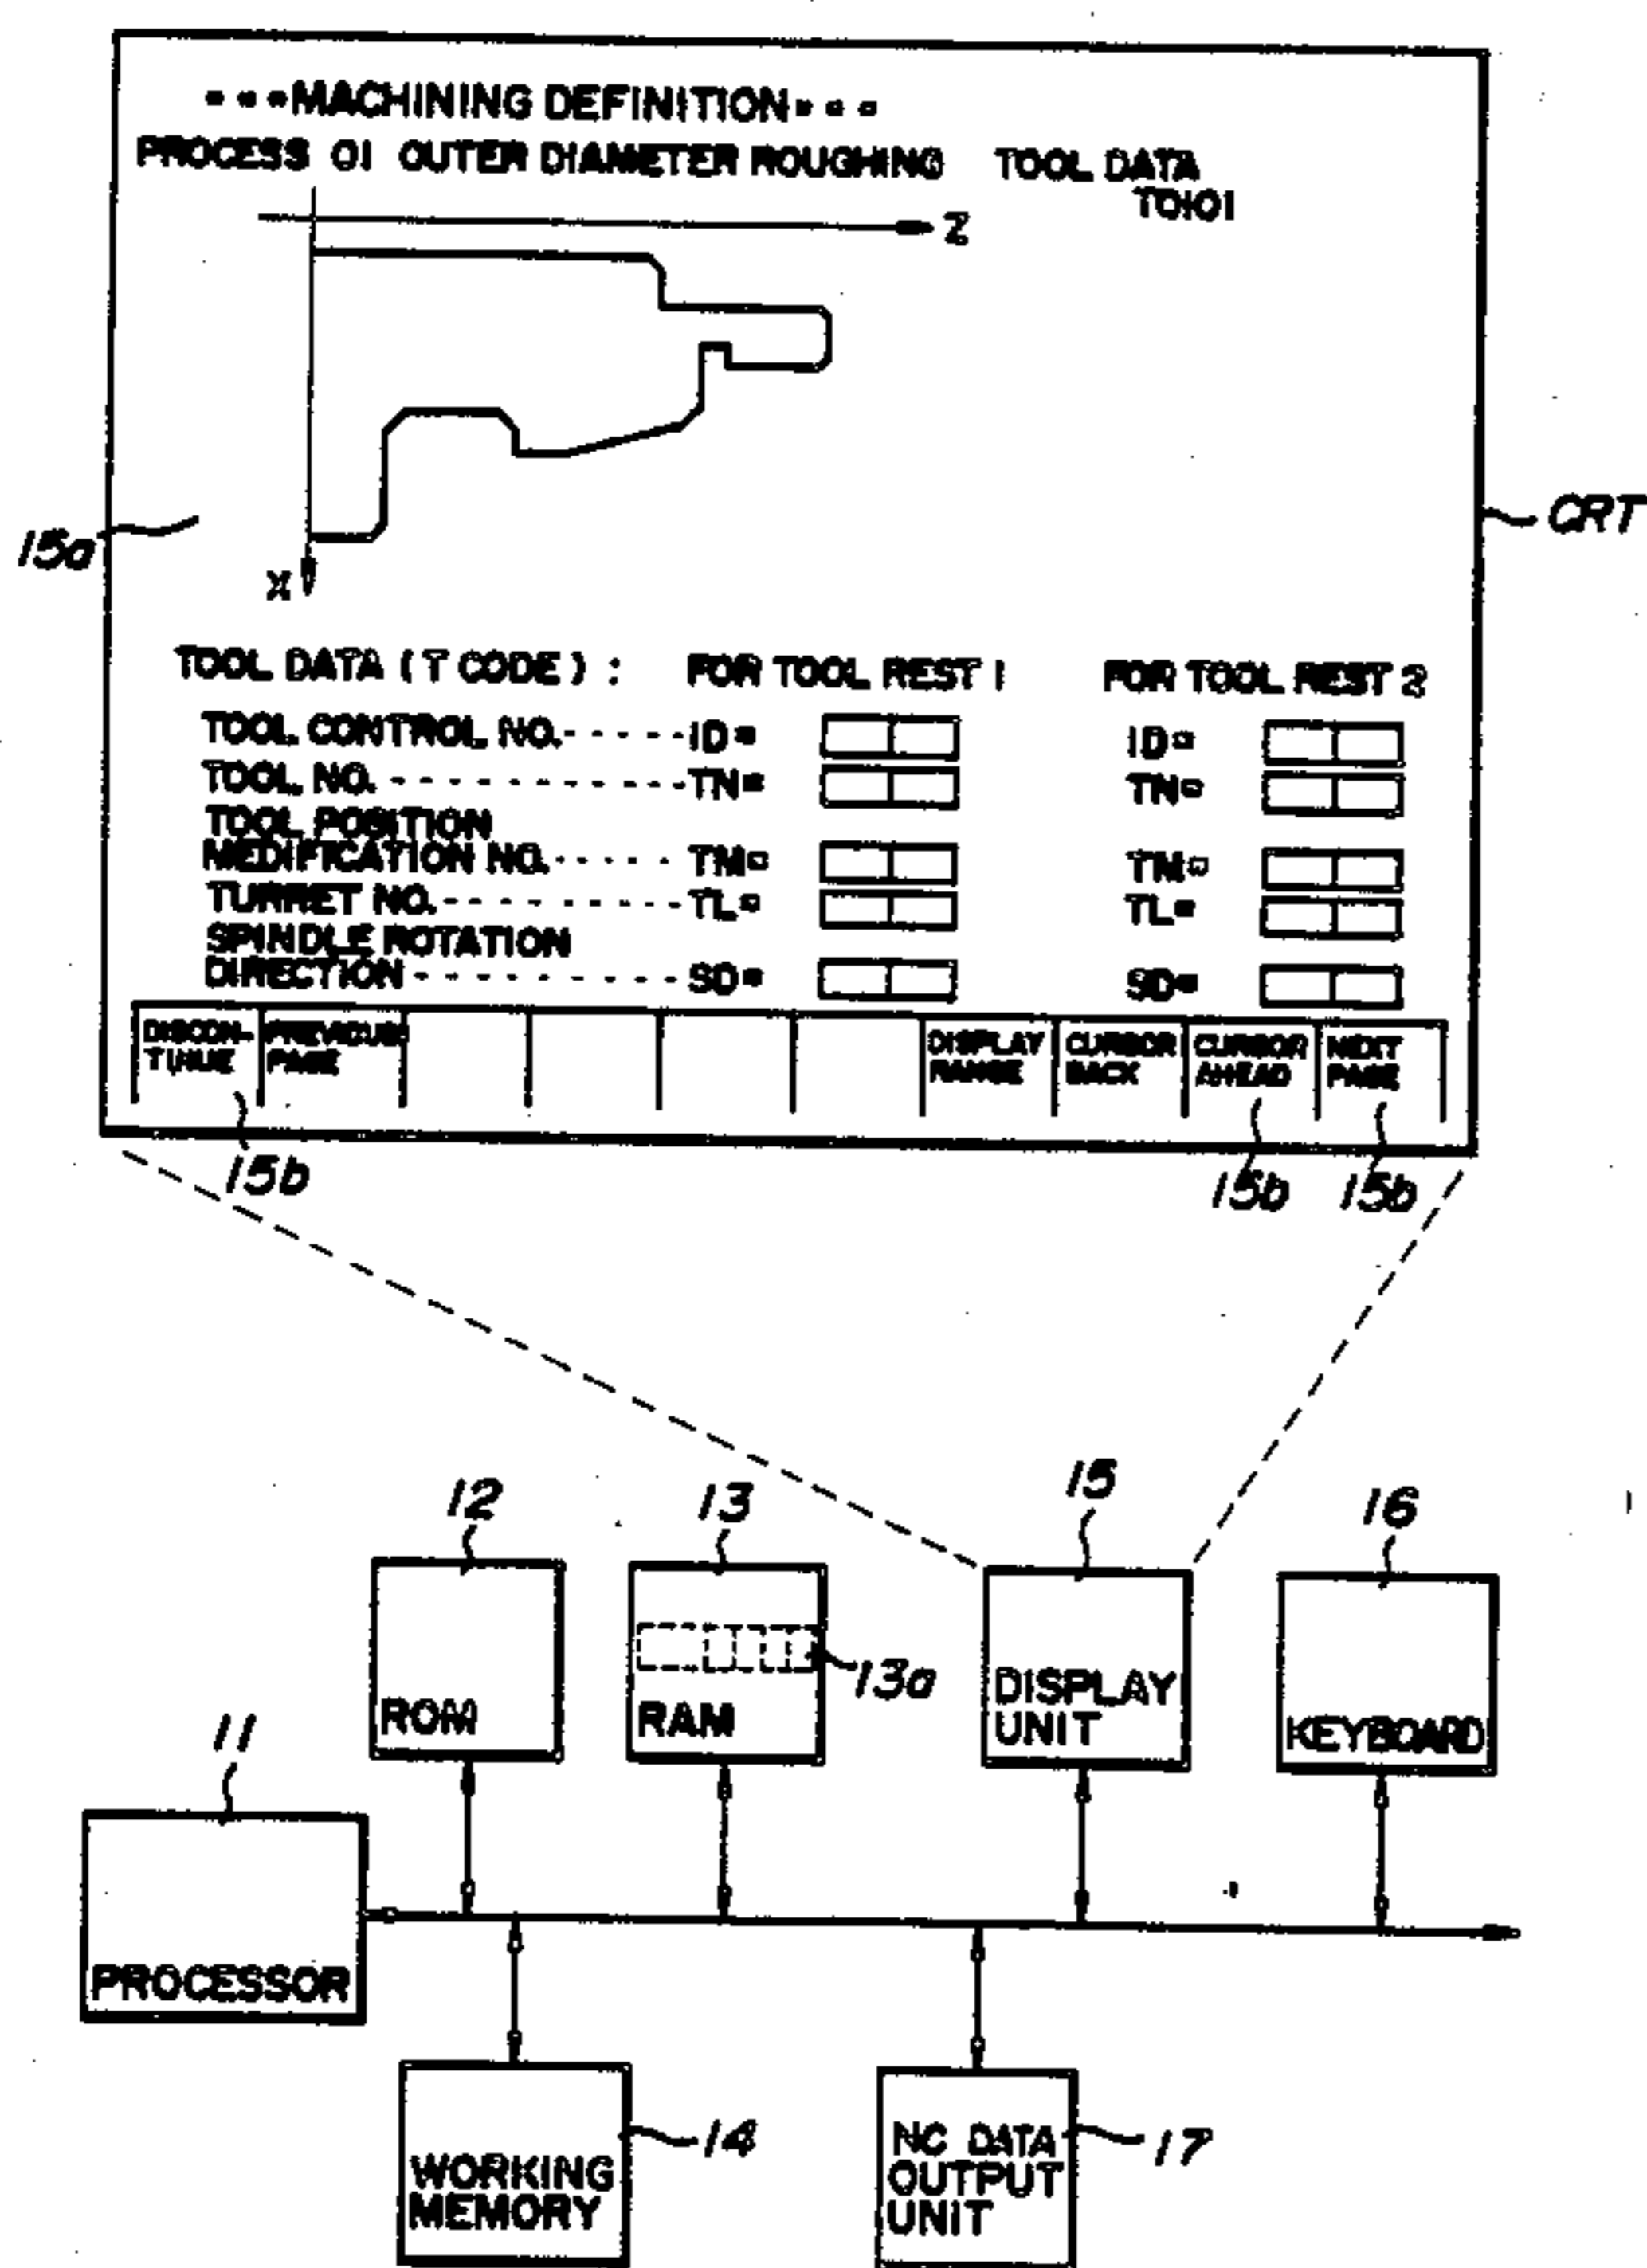 ---MACHINING DEFINITION---
PROCESS 01 OUTER DIAMETER ROUGHING TOOL DATA
T0101
Z
15a
CRT
X
TOOL DATA (T CODE) : FOR TOOL REST 1 FOR TOOL REST 2
TOOL CONTROL NO.-----ID= ID=
TOOL NO.------------TN= TN=
TOOL POSITION
MEDIFICATION NO.-----TM= TM=
TURRET NO.----------TL= TL=
SPINDLE ROTATION
DIRECTION----------SD= SD=
DISCON-
TINUE
PREVIOUS
PAGE
DISPLAY
RANGE
CURSOR
BACK
CURSOR
AHEAD
NEXT
PAGE
15b 15b 15b
12 13 15 16
13a
ROM
RAM
DISPLAY
UNIT
KEYBOARD
11
PROCESSOR
14
WORKING
MEMORY
NC DATA
OUTPUT
UNIT
17